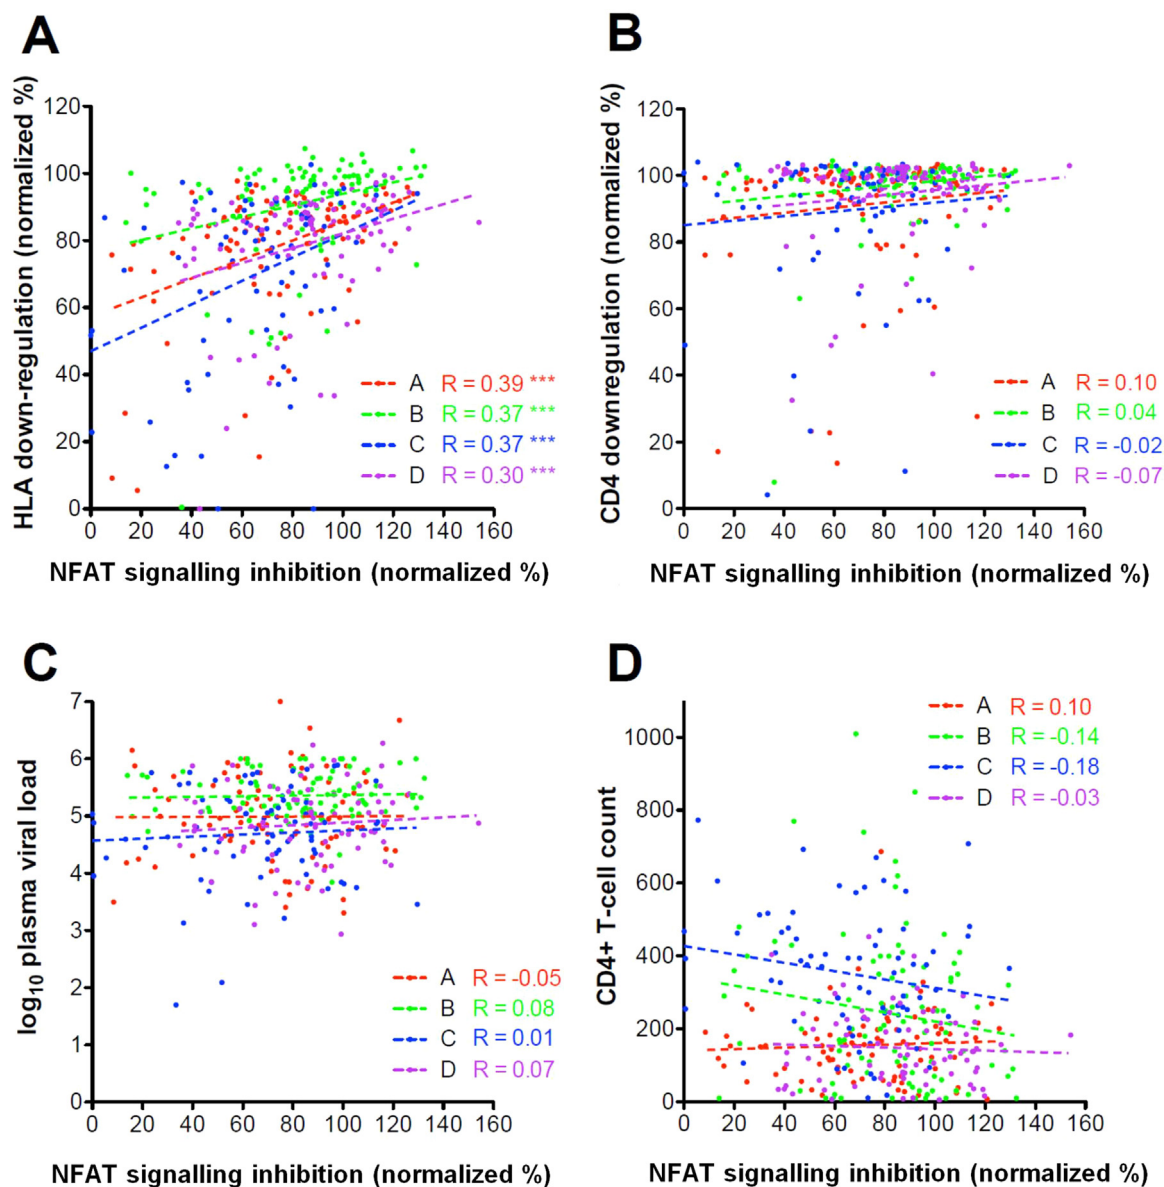 A
HLA down-regulation (normalized %)
120
100
80
60
40
20
0
A R = 0.39 ***
B R = 0.37 ***
C R = 0.37 ***
D R = 0.30 ***
0 20 40 60 80 100 120 140 160
NFAT signalling inhibition (normalized %)
B
CD4 downregulation (normalized %)
120
100
80
60
40
20
0
A R = 0.10
B R = 0.04
C R = -0.02
D R = -0.07
0 20 40 60 80 100 120 140 160
NFAT signalling inhibition (normalized %)
C
log10 plasma viral load
7
6
5
4
3
2
1
0
A R = -0.05
B R = 0.08
C R = 0.01
D R = 0.07
0 20 40 60 80 100 120 140 160
NFAT signalling inhibition (normalized %)
D
CD4+ T-cell count
1000
800
600
400
200
0
A R = 0.10
B R = -0.14
C R = -0.18
D R = -0.03
0 20 40 60 80 100 120 140 160
NFAT signalling inhibition (normalized %)